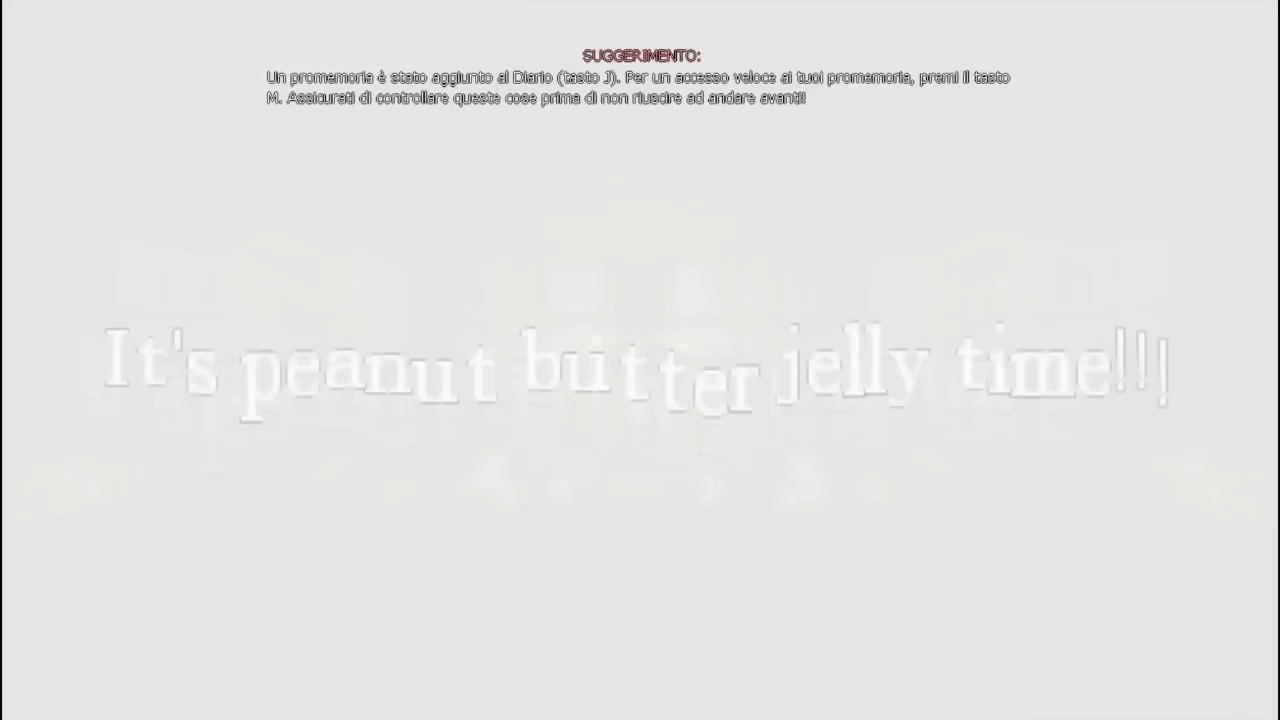 SUGGERIMENTO:
Un promemoria è stato aggiunto al Diario (tasto J). Per un accesso veloce ai tuoi promemoria, premi il tasto
M. Assicurati di controllare queste cose prima di non riuscire ad andare avanti!!
It's peanut butter jelly time!!!